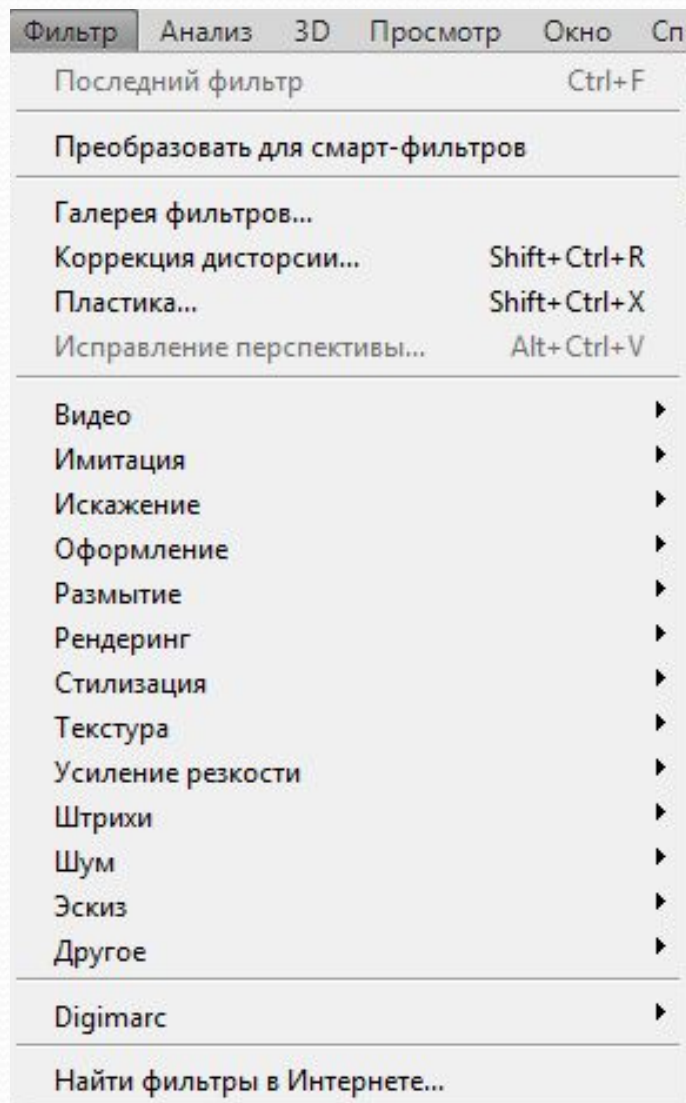 Фильтр Анализ 3D Просмотр Окно Сп
Последний фильтр Ctrl+F
Преобразовать для смарт-фильтров
Галерея фильтров...
Коррекция дисторсии... Shift+Ctrl+R
Пластика... Shift+Ctrl+X
Исправление перспективы... Alt+Ctrl+V
Видео
Имитация
Искажение
Оформление
Размытие
Рендеринг
Стилизация
Текстура
Усиление резкости
Штрихи
Шум
Эскиз
Другое
Digimarc
Найти фильтры в Интернете...